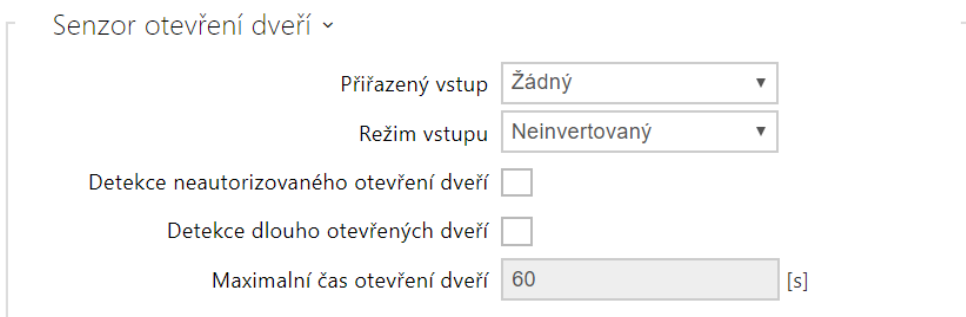 Senzor otevření dveří
Přiřazený vstup Žádný
Režim vstupu Neinvertovaný
Detekce neautorizovaného otevření dveří
Detekce dlouho otevřených dveří
Maximalní čas otevření dveří 60 [s]